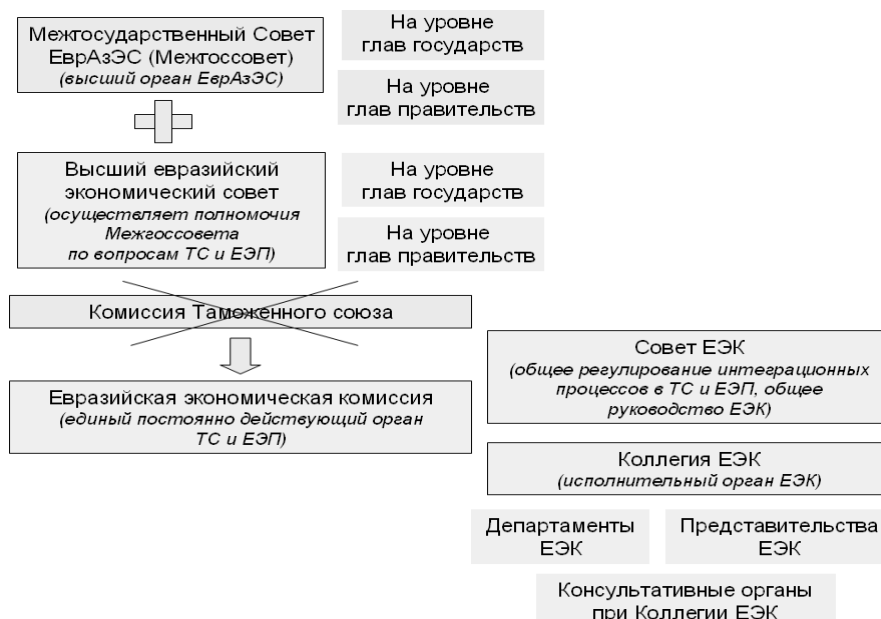 Межгосударственный Совет
ЕврАзЭС (Межгоссовет)
(высший орган ЕврАзЭС)
На уровне
глав государств
На уровне
глав правительств
Высший евразийский
экономический совет
(осуществляет полномочия
Межгоссовета
по вопросам ТС и ЕЭП)
На уровне
глав государств
На уровне
глав правительств
Комиссия Таможенного союза
Евразийская экономическая комиссия
(единый постоянно действующий орган
ТС и ЕЭП)
Совет ЕЭК
(общее регулирование интеграционных
процессов в ТС и ЕЭП, общее
руководство ЕЭК)
Коллегия ЕЭК
(исполнительный орган ЕЭК)
Департаменты
ЕЭК
Представительства
ЕЭК
Консультативные органы
при Коллегии ЕЭК